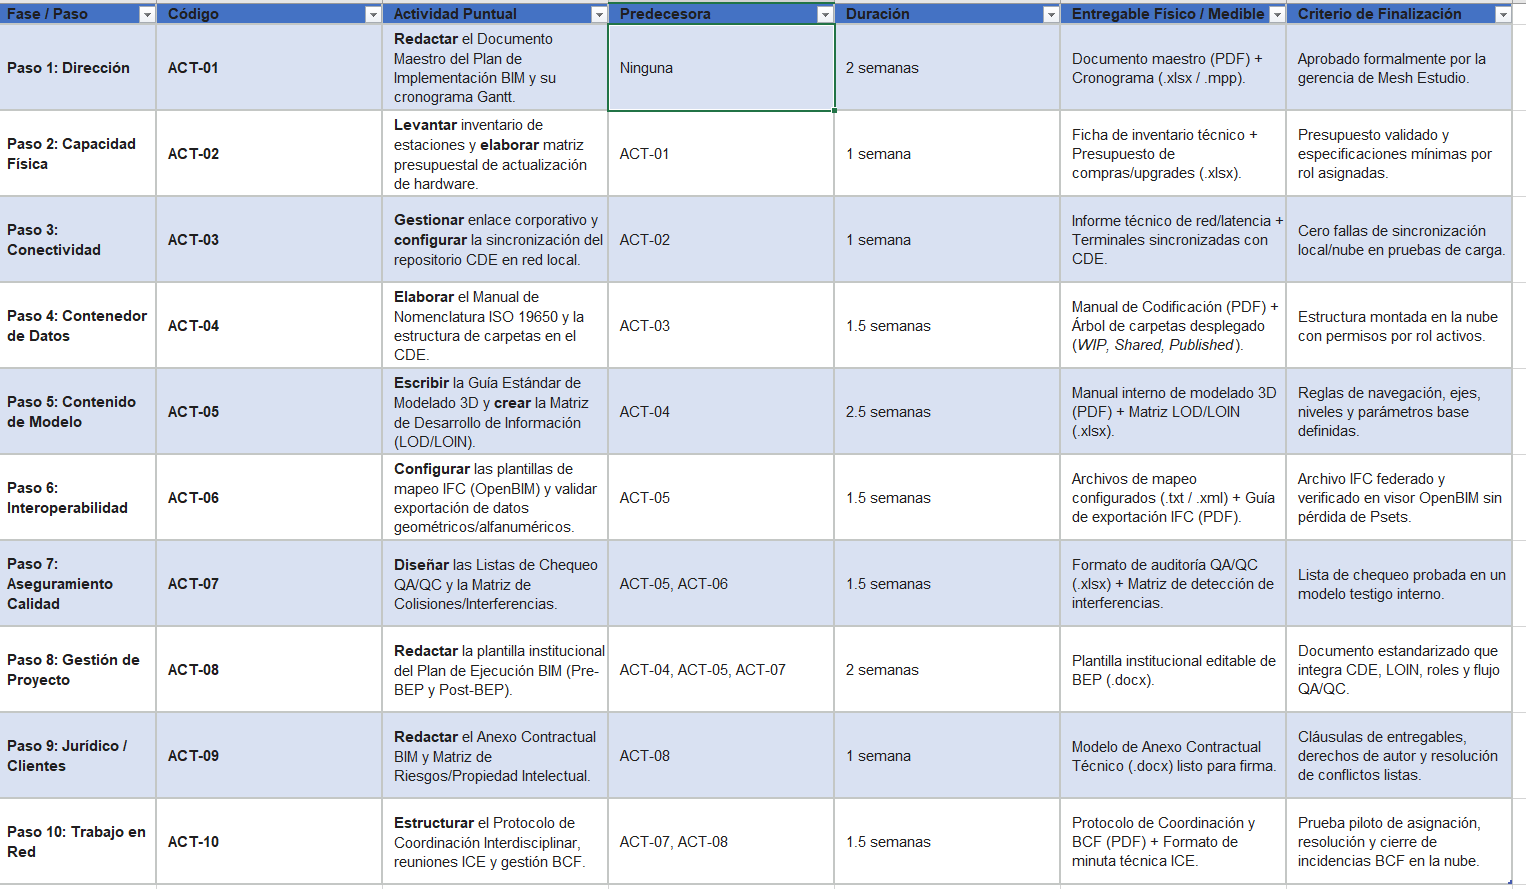 Fase / Paso
Código
Actividad Puntual
Predecesora
Duración
Entregable Físico / Medible
Criterio de Finalización
Paso 1: Dirección
ACT-01
Redactar el Documento
Maestro del Plan de
Implementación BIM y su
cronograma Gantt.
Ninguna
2 semanas
Documento maestro (PDF) +
Cronograma (.xlsx / .mpp).
Aprobado formalmente por la
gerencia de Mesh Estudio.
Paso 2: Capacidad
Física
ACT-02
Levantar inventario de
estaciones y elaborar matriz
presupuestal de actualización
de hardware.
ACT-01
1 semana
Ficha de inventario técnico +
Presupuesto de
compras/upgrades (.xlsx).
Presupuesto validado y
especificaciones mínimas por
rol asignadas.
Paso 3:
Conectividad
ACT-03
Gestionar enlace corporativo y
configurar la sincronización del
repositorio CDE en red local.
ACT-02
1 semana
Informe técnico de red/latencia +
Terminales sincronizadas con
CDE.
Cero fallas de sincronización
local/nube en pruebas de carga.
Paso 4: Contenedor
de Datos
ACT-04
Elaborar el Manual de
Nomenclatura ISO 19650 y la
estructura de carpetas en el
CDE.
ACT-03
1.5 semanas
Manual de Codificación (PDF) +
Árbol de carpetas desplegado
(WIP, Shared, Published).
Estructura montada en la nube
con permisos por rol activos.
Paso 5: Contenido
de Modelo
ACT-05
Escribir la Guía Estándar de
Modelado 3D y crear la Matriz
de Desarrollo de Información
(LOD/LOIN).
ACT-04
2.5 semanas
Manual interno de modelado 3D
(PDF) + Matriz LOD/LOIN
(.xlsx).
Reglas de navegación, ejes,
niveles y parámetros base
definidas.
Paso 6:
Interoperabilidad
ACT-06
Configurar las plantillas de
mapeo IFC (OpenBIM) y validar
exportación de datos
geométricos/alfanuméricos.
ACT-05
1.5 semanas
Archivos de mapeo
configurados (.txt / .xml) + Guía
de exportación IFC (PDF).
Archivo IFC federado y
verificado en visor OpenBIM sin
pérdida de Psets.
Paso 7:
Aseguramiento
Calidad
ACT-07
Diseñar las Listas de Chequeo
QA/QC y la Matriz de
Colisiones/Interferencias.
ACT-05, ACT-06
1.5 semanas
Formato de auditoría QA/QC
(.xlsx) + Matriz de detección de
interferencias.
Lista de chequeo probada en un
modelo testigo interno.
Paso 8: Gestión de
Proyecto
ACT-08
Redactar la plantilla institucional
del Plan de Ejecución BIM (Pre-
BEP y Post-BEP).
ACT-04, ACT-05, ACT-07
2 semanas
Plantilla institucional editable de
BEP (.docx).
Documento estandarizado que
integra CDE, LOIN, roles y flujo
QA/QC.
Paso 9: Jurídico /
Clientes
ACT-09
Redactar el Anexo Contractual
BIM y Matriz de
Riesgos/Propiedad Intelectual.
ACT-08
1 semana
Modelo de Anexo Contractual
Técnico (.docx) listo para firma.
Cláusulas de entregables,
derechos de autor y resolución
de conflictos listas.
Paso 10: Trabajo en
Red
ACT-10
Estructurar el Protocolo de
Coordinación Interdisciplinar,
reuniones ICE y gestión BCF.
ACT-07, ACT-08
1.5 semanas
Protocolo de Coordinación y
BCF (PDF) + Formato de
minuta técnica ICE.
Prueba piloto de asignación,
resolución y cierre de
incidencias BCF en la nube.